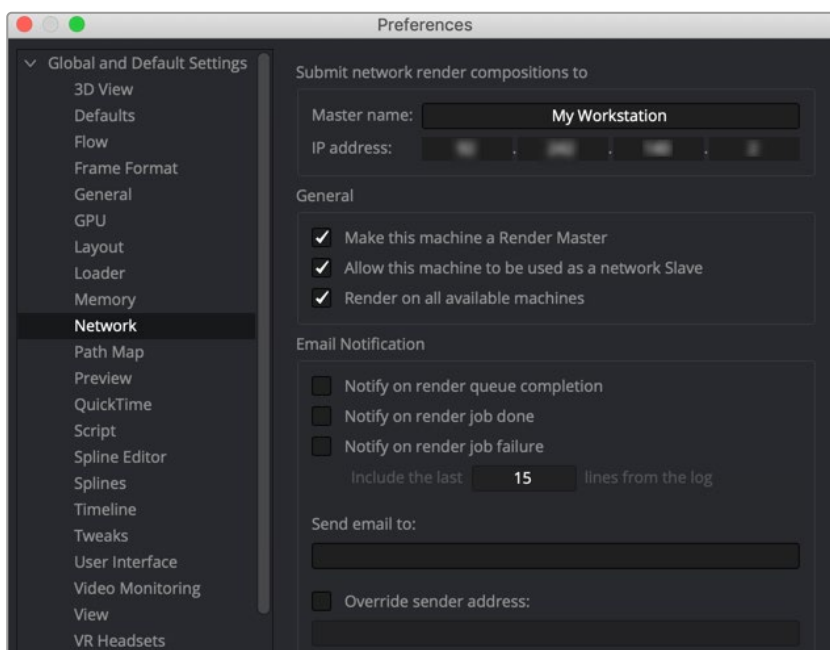 Preferences
Global and Default Settings
3D View
Defaults
Flow
Frame Format
General
GPU
Layout
Loader
Memory
Network
Path Map
Preview
QuickTime
Script
Spline Editor
Splines
Timeline
Tweaks
User Interface
Video Monitoring
View
VR Headsets
Submit network render compositions to
Master name: My Workstation
IP address: . . .
General
Make this machine a Render Master
Allow this machine to be used as a network Slave
Render on all available machines
Email Notification
Notify on render queue completion
Notify on render job done
Notify on render job failure
Include the last 15 lines from the log
Send email to:
Override sender address: